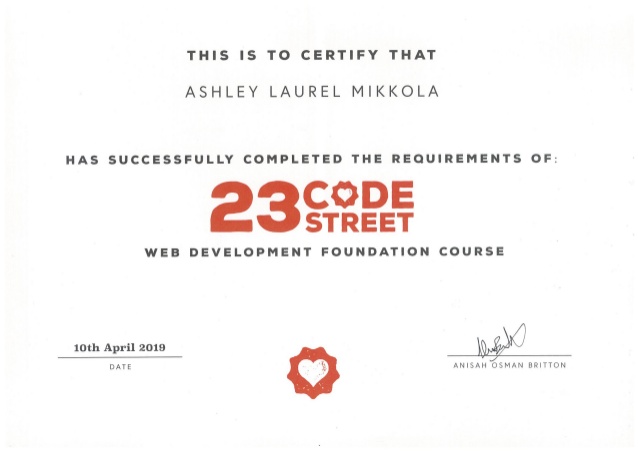 THIS IS TO CERTIFY THAT
ASHLEY LAUREL MIKKOLA
HAS SUCCESSFULLY COMPLETED THE REQUIREMENTS OF:
23 CODE
STREET
WEB DEVELOPMENT FOUNDATION COURSE
10th April 2019
DATE
ANISAH OSMAN BRITTON